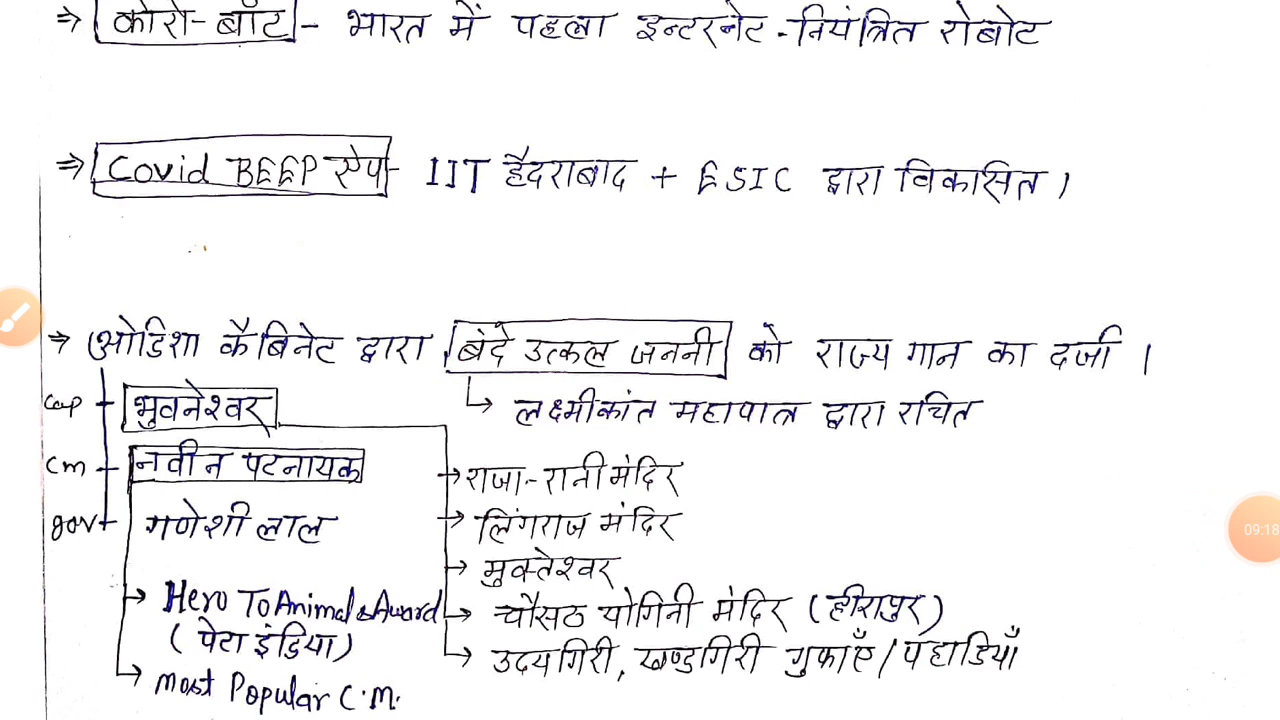 ⇒ कोरो-बॉट - भारत में पहला इन्टरनेट-नियंत्रित रोबोट
⇒ Covid BEEP ऐप - IIT हैदराबाद + ESIC द्वारा विकासित।
⇒ ओडिशा कैबिनेट द्वारा बंदे उत्कल जननी को राज्य गान का दर्जा ।
Cap - भुवनेश्वर
↳ लक्ष्मीकांत महापात्र द्वारा रचित
Cm - नवीन पटनायक
gov - गणेशी लाल
→ Hero To Animals Award
(पेटा इंडिया)
→ most Popular C.M.
→ राजा-रानी मंदिर
→ लिंगराज मंदिर
→ मुक्तेश्वर
→ चौसठ योगिनी मंदिर (हीरापुर)
→ उदयगिरी, खण्डगिरी गुफाएँ/पहाडियाँ
09:18